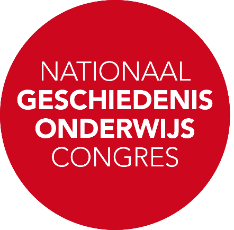 NATIONAAL
GESCHIEDENIS
ONDERWIJS
CONGRES